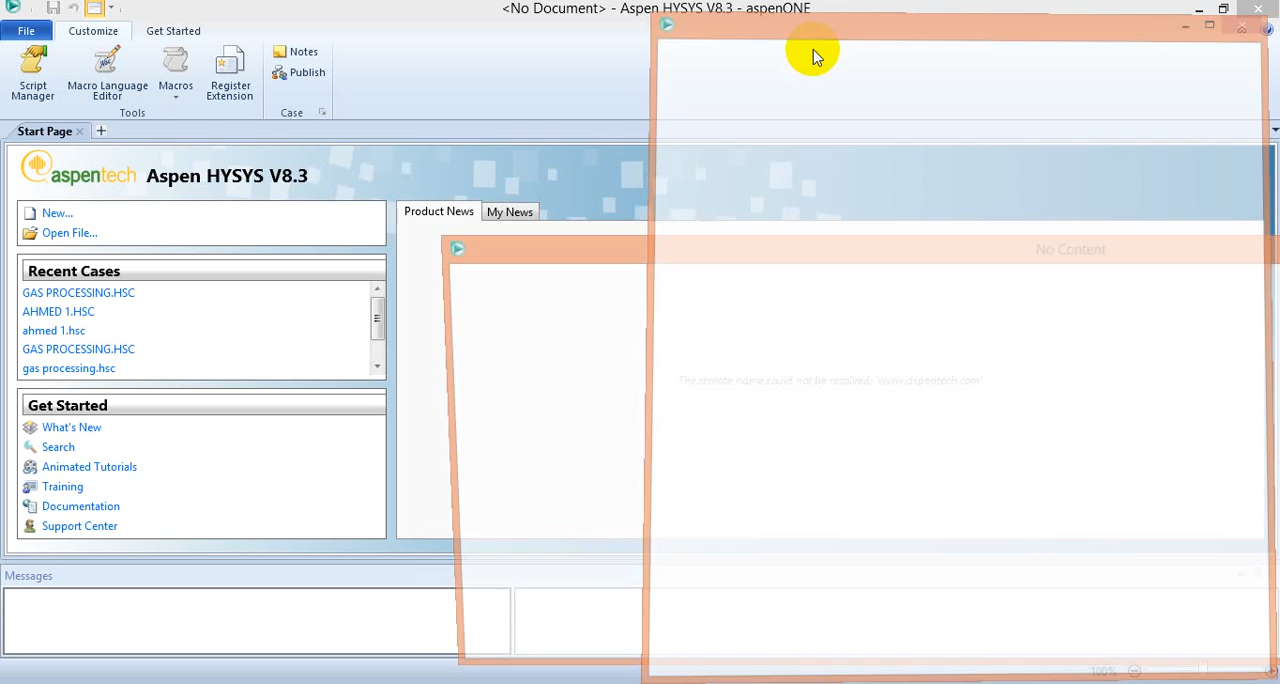 <No Document> - Aspen HYSYS V8.3 - aspenONE
File
Customize
Get Started
Script
Manager
Macro Language
Editor
Macros
Register
Extension
Notes
Publish
Tools
Case
Start Page
aspentech
Aspen HYSYS V8.3
New...
Open File...
Recent Cases
GAS PROCESSING.HSC
AHMED 1.HSC
ahmed 1.hsc
GAS PROCESSING.HSC
gas processing.hsc
Get Started
What's New
Search
Animated Tutorials
Training
Documentation
Support Center
Product News
My News
No Content
The remote name could not be resolved: 'www.aspentech.com'
Messages
100%